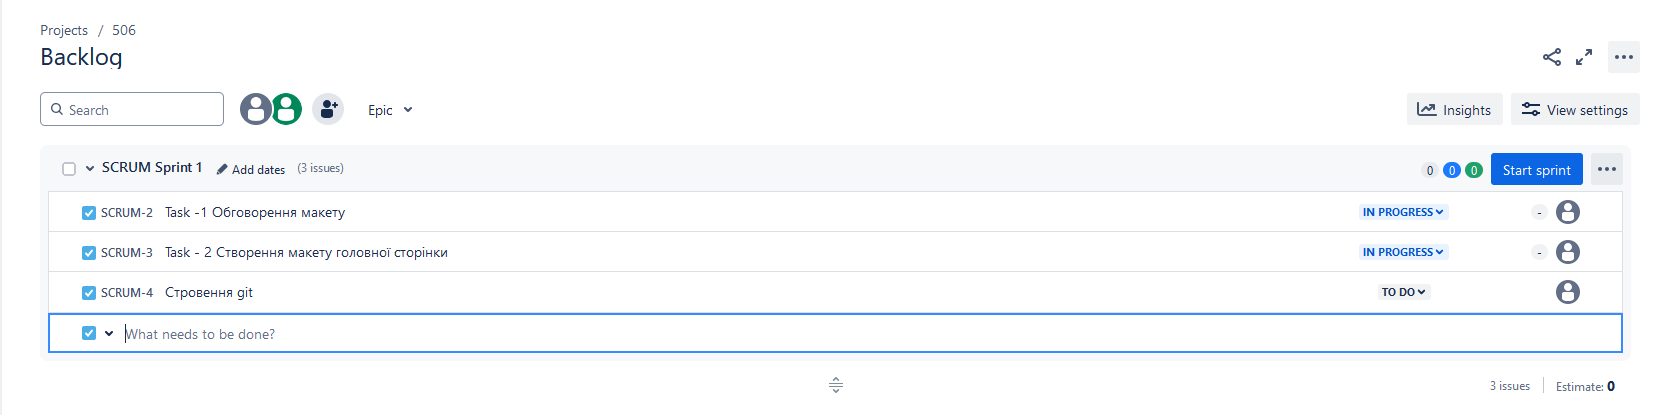 Projects / 506
Backlog
Search
Epic
Insights
View settings
SCRUM Sprint 1 Add dates (3 issues) 0 0 0 Start sprint
SCRUM-2 Task -1 Обговорення макету IN PROGRESS -
SCRUM-3 Task - 2 Створення макету головної сторінки IN PROGRESS -
SCRUM-4 Стровення git TO DO
What needs to be done?
3 issues Estimate: 0